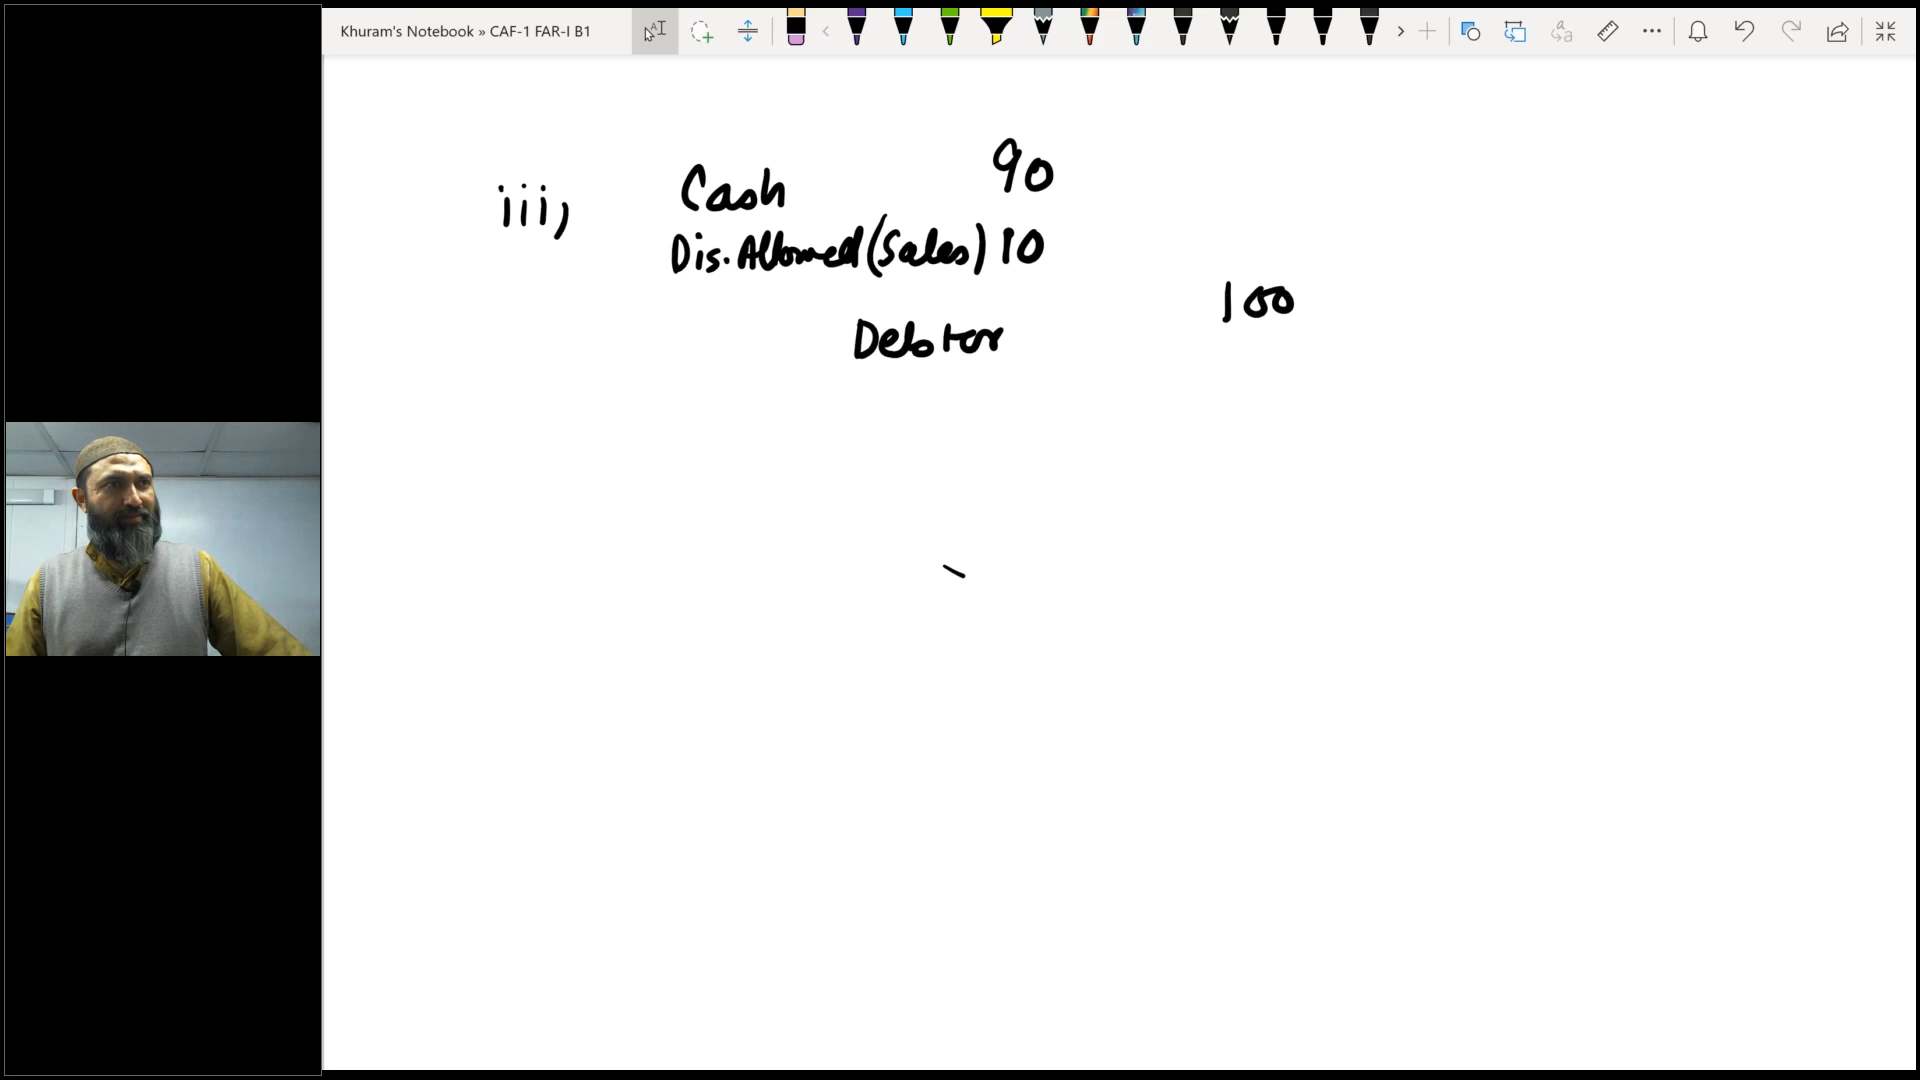 Khuram's Notebook » CAF-1 FAR-I B1
iii, Cash 90
Dis. Allowed (Sales) 10
Debtor 100